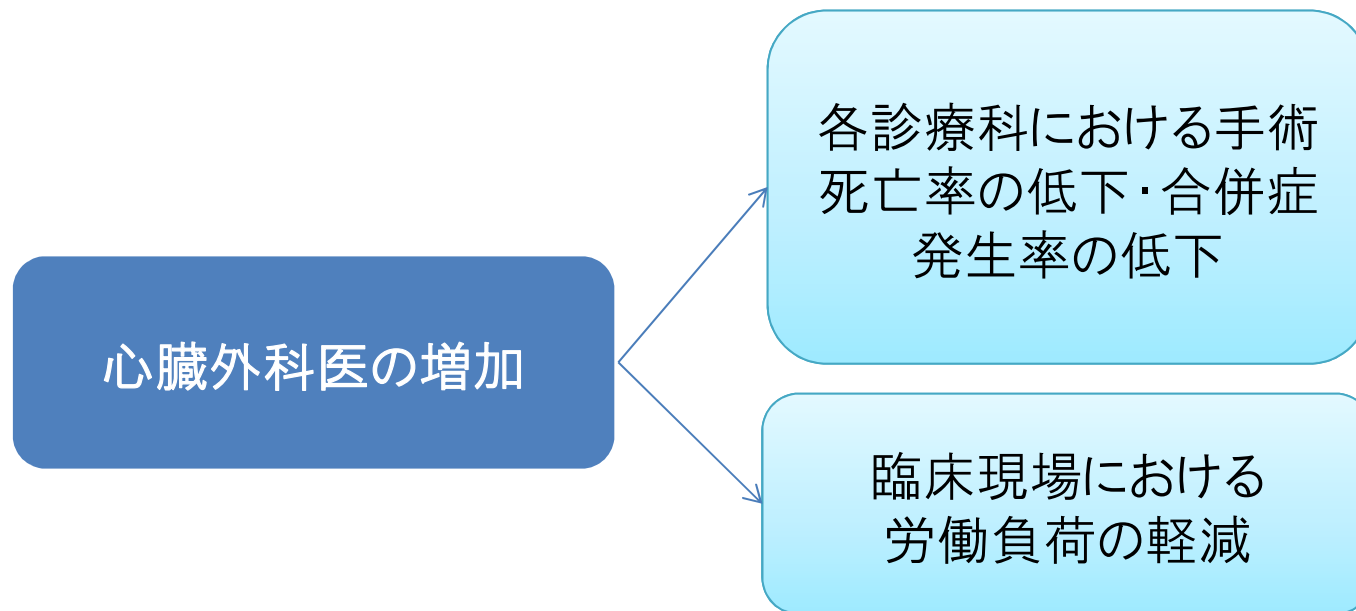 心臓外科医の増加
各診療科における手術
死亡率の低下・合併症
発生率の低下
臨床現場における
労働負荷の軽減